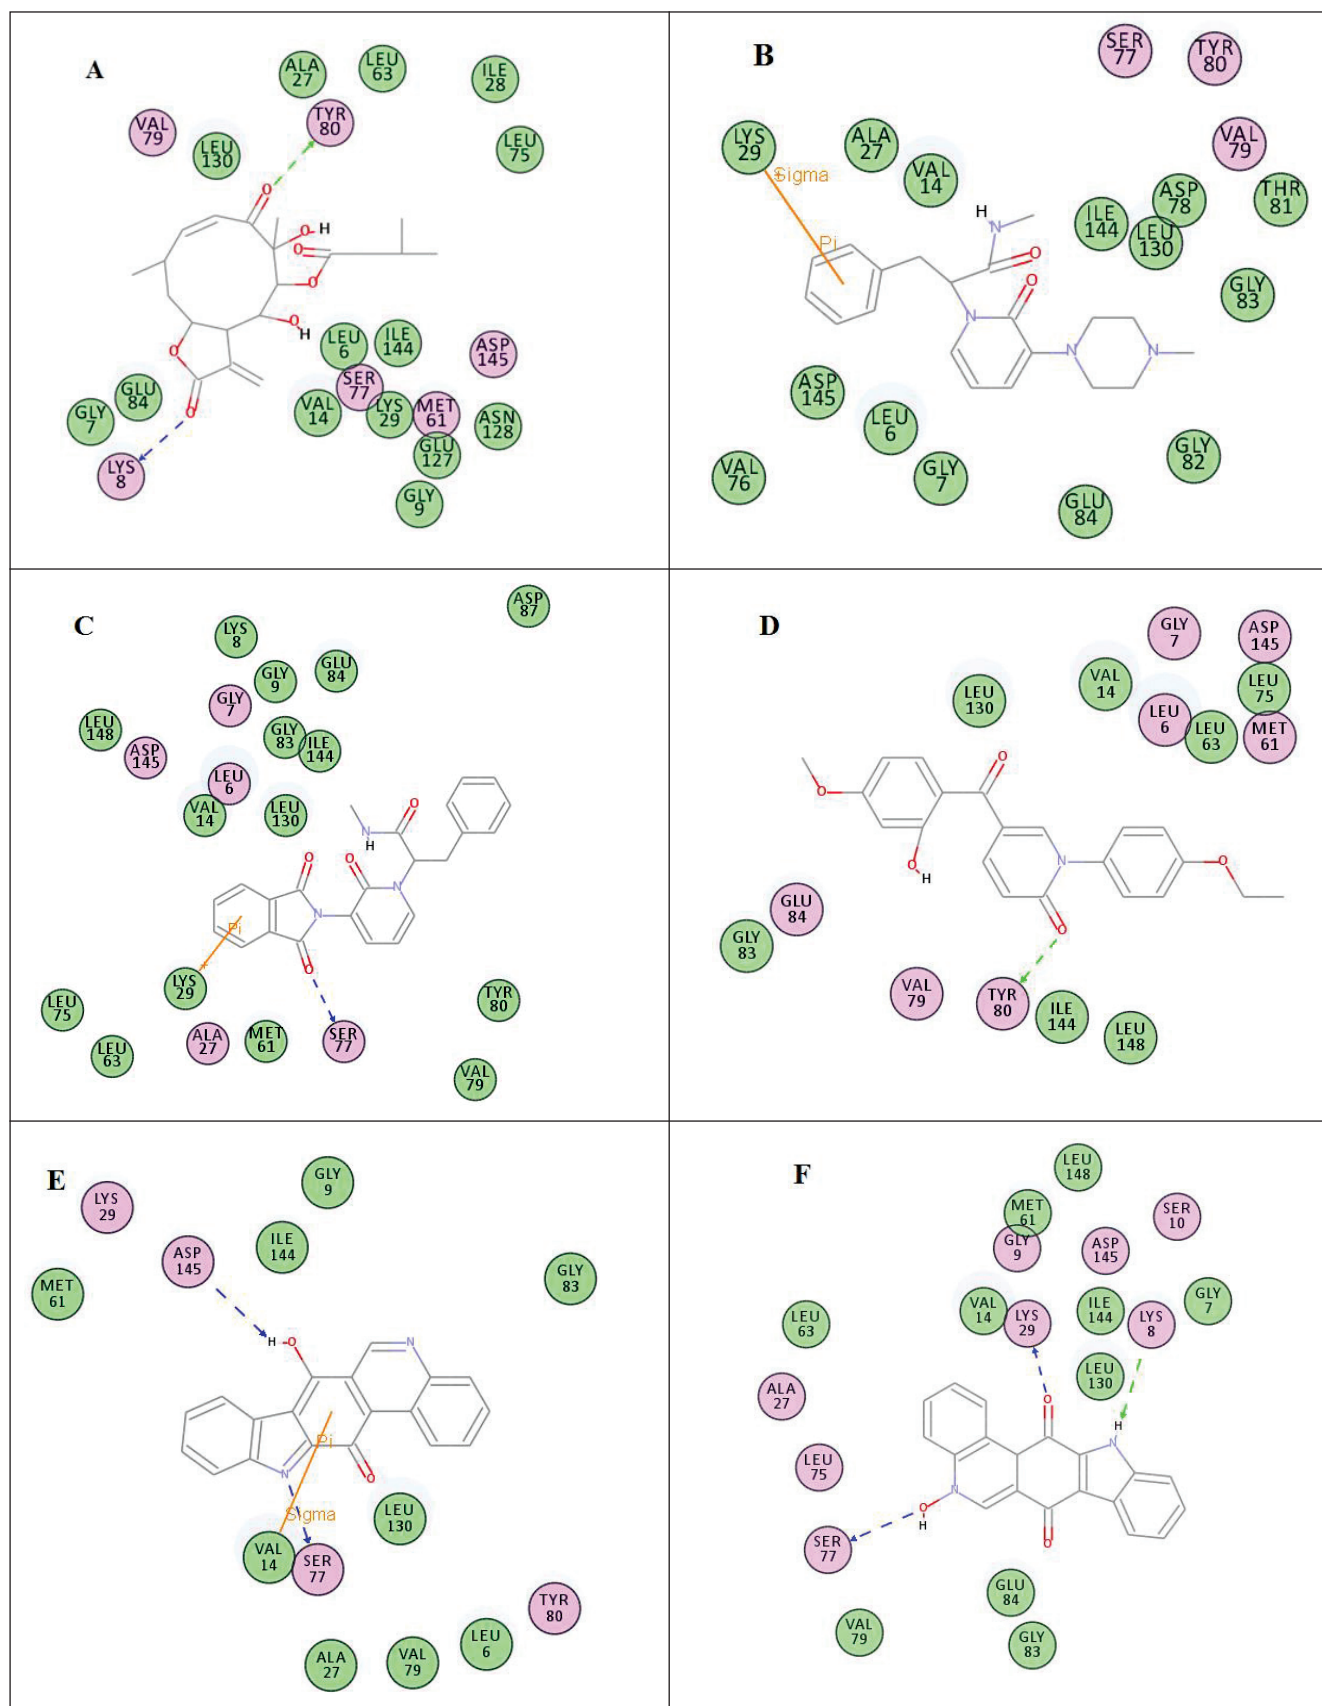 A
ALA
27
LEU
63
ILE
28
VAL
79
LEU
130
TYR
80
LEU
75
O
O H
O
O
O
H
O
O
LEU
6
ILE
144
ASP
145
GLU
84
SER
77
GLY
7
VAL
14
LYS
29
MET
61
ASN
128
GLU
127
LYS
8
GLY
9
B
SER
77
TYR
80
LYS
29
ALA
27
VAL
14
VAL
79
Sigma
+
ASP
78
THR
81
ILE
144
LEU
130
H
N
Pi
O
O
GLY
83
N
N
N
ASP
145
LEU
6
VAL
76
GLY
7
GLY
82
GLU
84
C
ASP
87
LYS
8
GLY
9
GLU
84
GLY
7
LEU
148
GLY
83
ILE
144
ASP
145
LEU
6
VAL
14
LEU
130
N
H
O
O
O
N
N
Pi
O
+
LYS
29
LEU
75
TYR
80
ALA
27
MET
61
SER
77
LEU
63
VAL
79
D
GLY
7
ASP
145
VAL
14
LEU
75
LEU
130
LEU
6
LEU
63
MET
61
O
O
O
H
N
O
O
GLU
84
GLY
83
VAL
79
TYR
80
ILE
144
LEU
148
E
GLY
9
LYS
29
ASP
145
ILE
144
MET
61
GLY
83
H O
N
Pi
N
O
Sigma
LEU
130
VAL
14
SER
77
TYR
80
ALA
27
VAL
79
LEU
6
F
LEU
148
MET
61
SER
10
GLY
9
ASP
145
VAL
14
LYS
29
ILE
144
LYS
8
GLY
7
LEU
63
LEU
130
ALA
27
O
H
N
LEU
75
O
H
N
O
SER
77
GLU
84
VAL
79
GLY
83